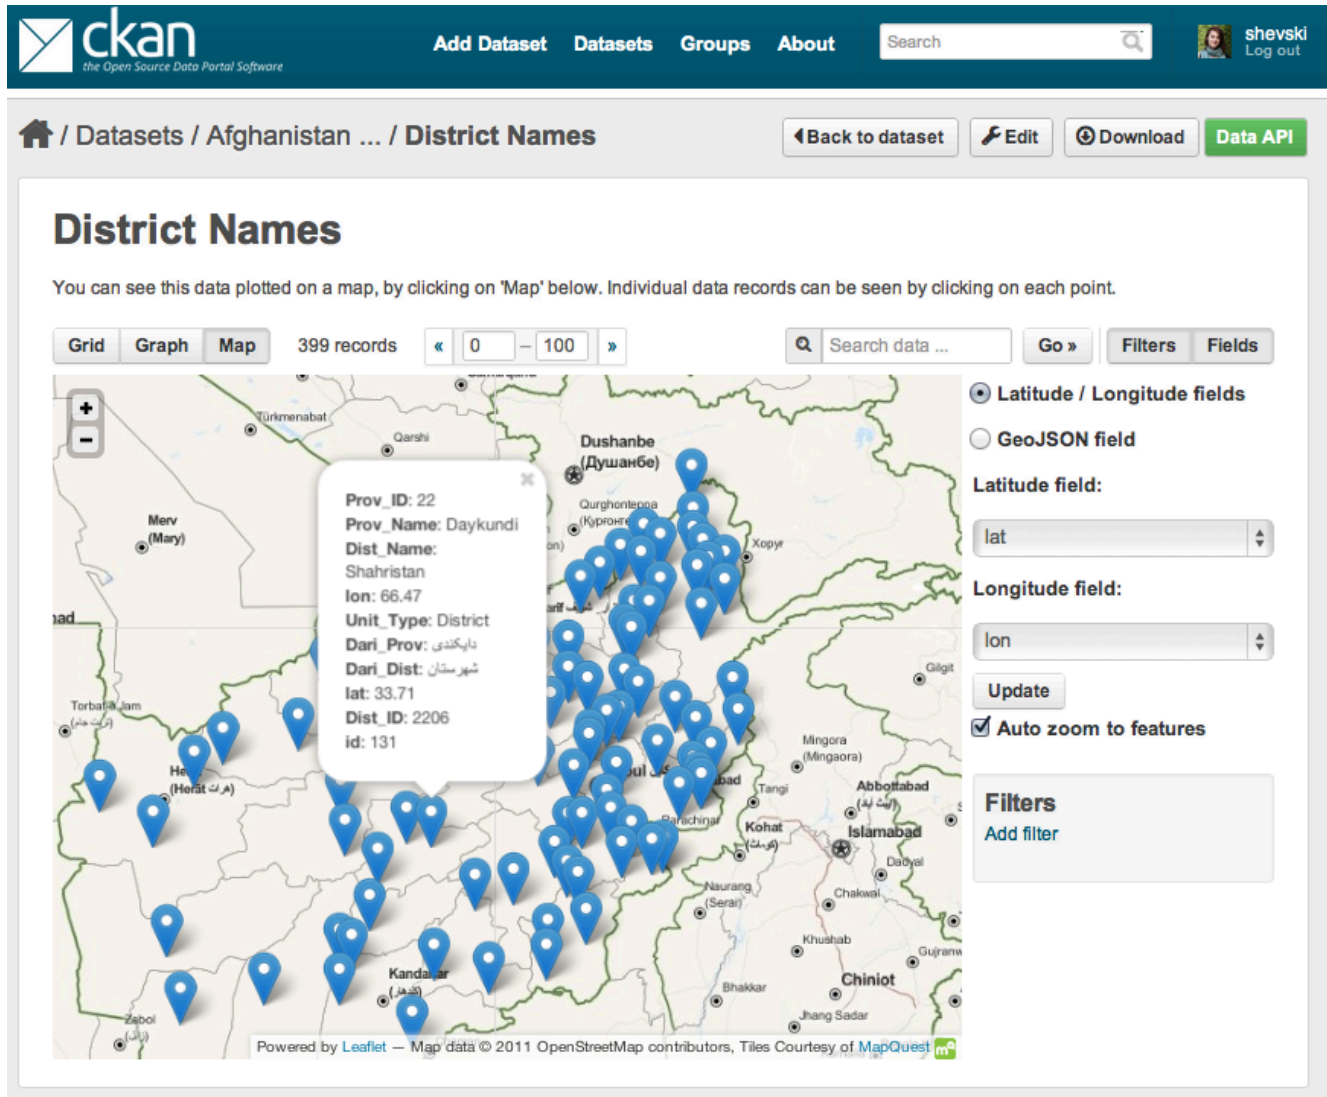 ckan
the Open Source Data Portal Software
Add Dataset Datasets Groups About
Search
shevski
Log out
/ Datasets / Afghanistan ... / District Names
Back to dataset
Edit
Download
Data API
District Names
You can see this data plotted on a map, by clicking on 'Map' below. Individual data records can be seen by clicking on each point.
Grid Graph Map
399 records
« 0 – 100 »
Search data ...
Go »
Filters Fields
+
−
Türkmenabat
Qarshi
Dushanbe
(Душанбе)
Qurghonteppa
Merv
(Mary)
Хоруг
Gilgit
Mingora
(Mingaora)
Tangi
Abbottabad
Kohat
Islamabad
Parachinar
Dadyal
Naurang
(Serai)
Chakwal
Khushab
Chiniot
Bhakkar
Jhang Sadar
(Herat هرات)
Zabol
×
Prov_ID: 22
Prov_Name: Daykundi
Dist_Name:
Shahristan
lon: 66.47
Unit_Type: District
Dari_Prov: دایکندی
Dari_Dist: شهرستان
lat: 33.71
Dist_ID: 2206
id: 131
Powered by Leaflet — Map data © 2011 OpenStreetMap contributors, Tiles Courtesy of MapQuest
Latitude / Longitude fields
GeoJSON field
Latitude field:
lat
Longitude field:
lon
Update
Auto zoom to features
Filters
Add filter